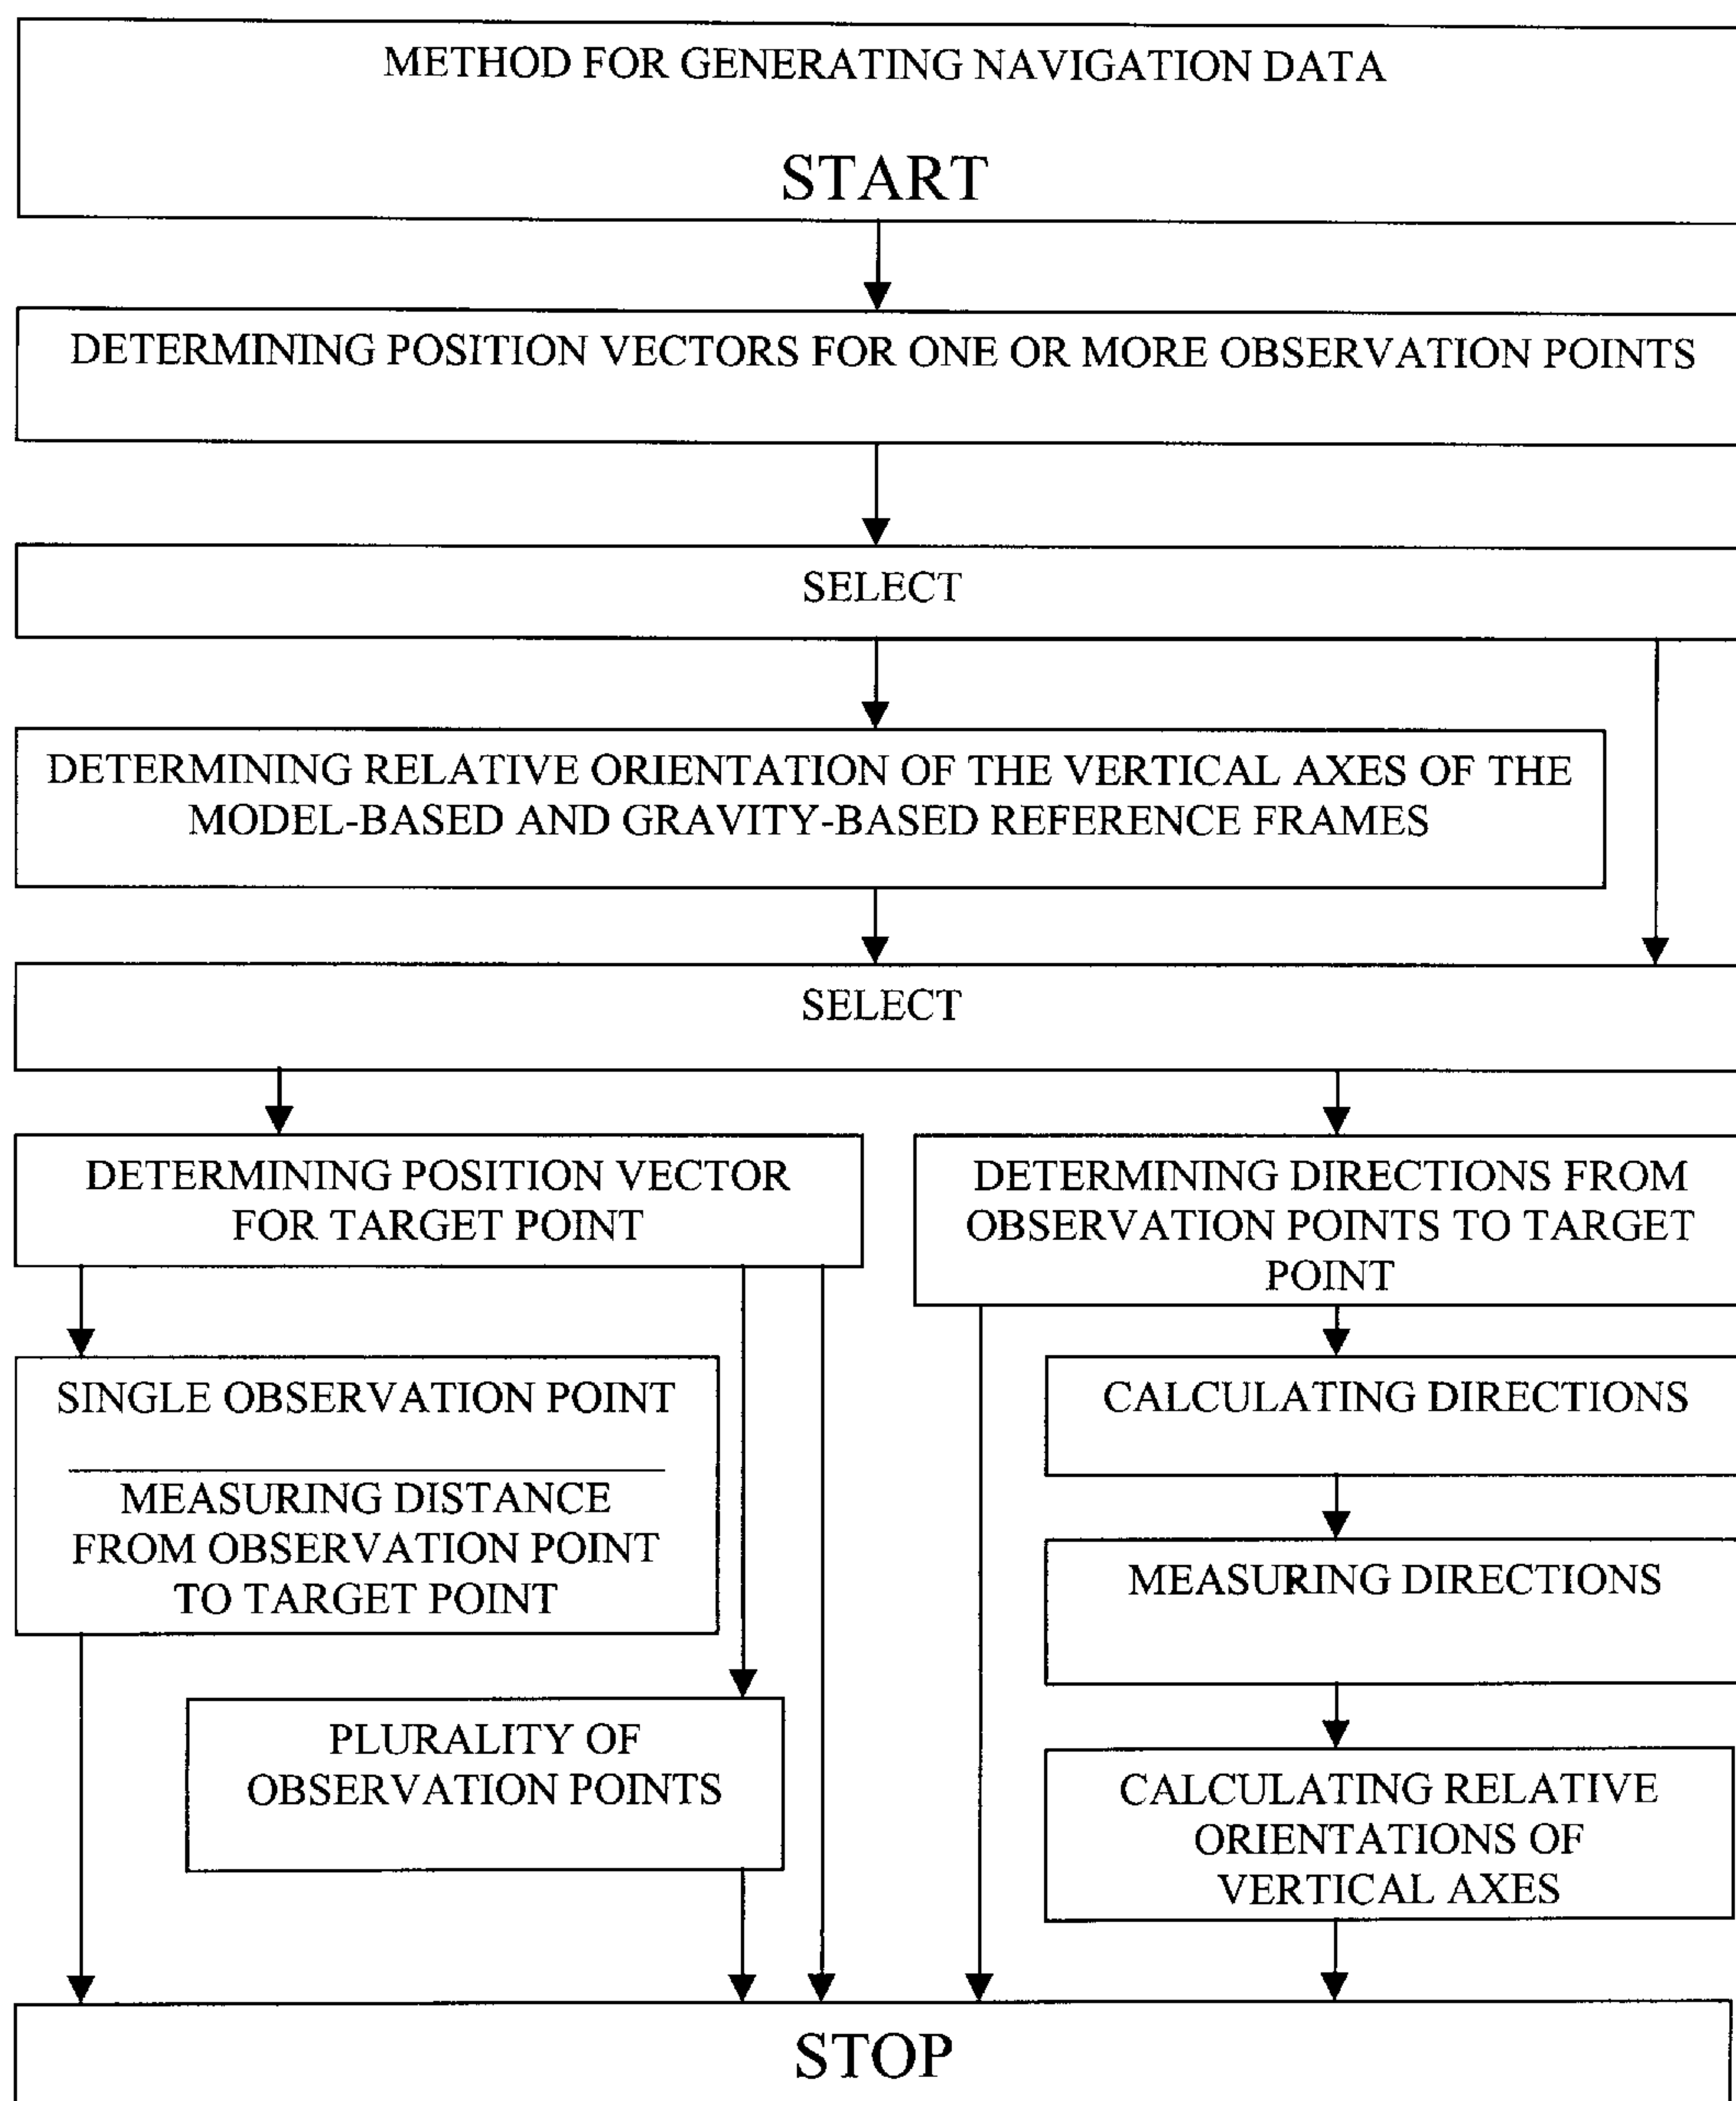 METHOD FOR GENERATING NAVIGATION DATA
START
DETERMINING POSITION VECTORS FOR ONE OR MORE OBSERVATION POINTS
SELECT
DETERMINING RELATIVE ORIENTATION OF THE VERTICAL AXES OF THE
MODEL-BASED AND GRAVITY-BASED REFERENCE FRAMES
SELECT
DETERMINING POSITION VECTOR
FOR TARGET POINT
DETERMINING DIRECTIONS FROM
OBSERVATION POINTS TO TARGET
POINT
SINGLE OBSERVATION POINT
MEASURING DISTANCE
FROM OBSERVATION POINT
TO TARGET POINT
CALCULATING DIRECTIONS
MEASURING DIRECTIONS
PLURALITY OF
OBSERVATION POINTS
CALCULATING RELATIVE
ORIENTATIONS OF
VERTICAL AXES
STOP